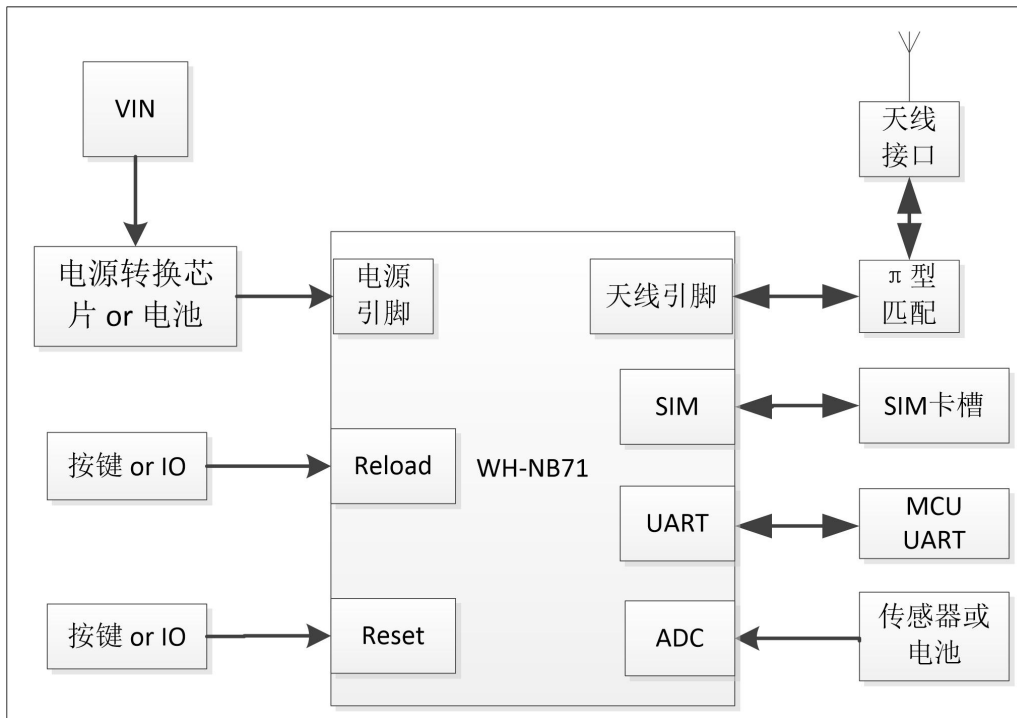 VIN
天线
接口
电源转换芯
片 or 电池
电源
引脚
天线引脚
π 型
匹配
SIM
SIM卡槽
按键 or IO
Reload
WH-NB71
UART
MCU
UART
按键 or IO
Reset
ADC
传感器或
电池